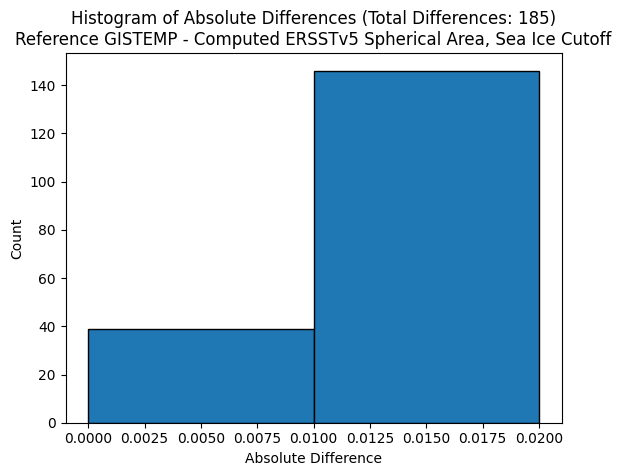 Histogram of Absolute Differences (Total Differences: 185)
Reference GISTEMP - Computed ERSSTv5 Spherical Area, Sea Ice Cutoff
140
120
100
80
60
40
20
0
Count
0.0000 0.0025 0.0050 0.0075 0.0100 0.0125 0.0150 0.0175 0.0200
Absolute Difference